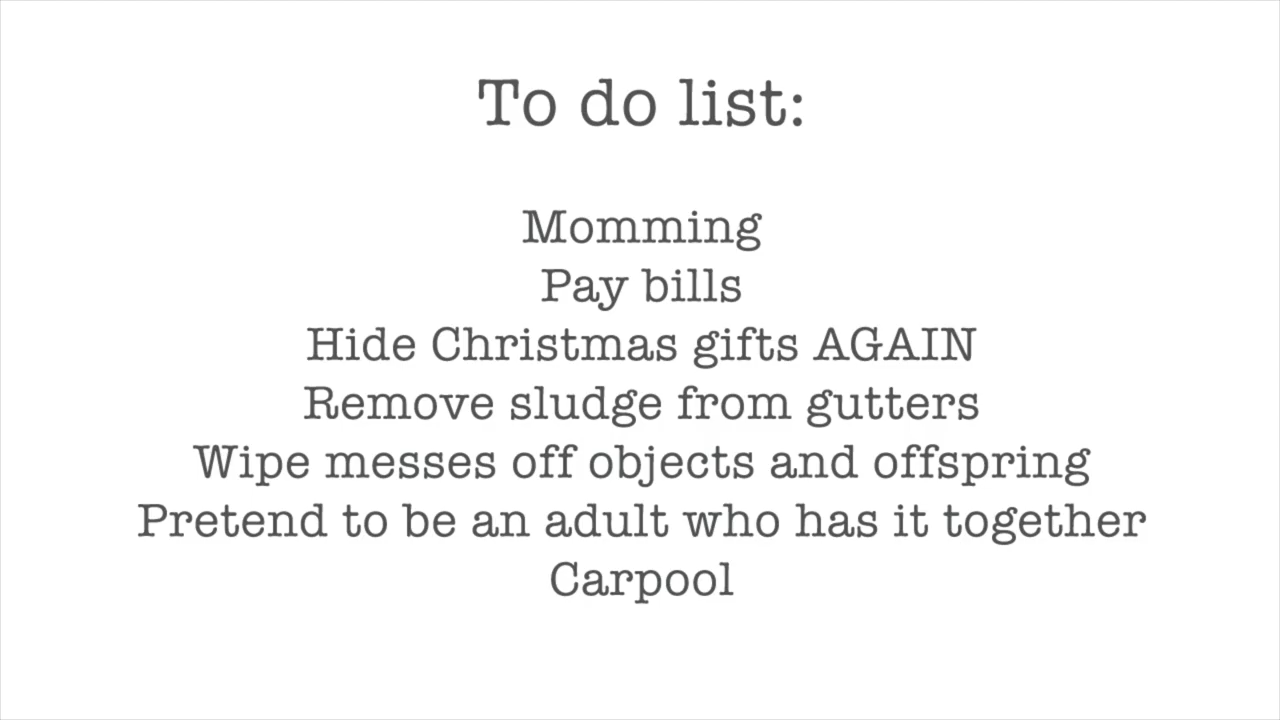 To do list:
Momming
Pay bills
Hide Christmas gifts AGAIN
Remove sludge from gutters
Wipe messes off objects and offspring
Pretend to be an adult who has it together
Carpool